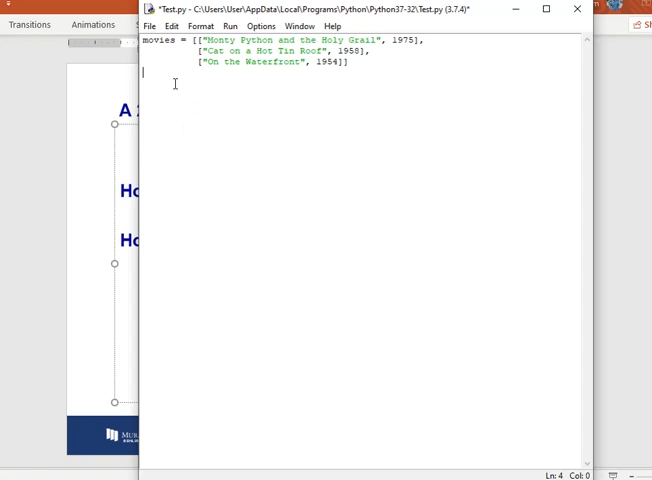 *Test.py - C:\Users\User\AppData\Local\Programs\Python\Python37-32\Test.py (3.7.4)*
Transitions Animations
File Edit Format Run Options Window Help
movies = [["Monty Python and the Holy Grail", 1975],
["Cat on a Hot Tin Roof", 1958],
["On the Waterfront", 1954]]
A
Ho
Ho
Ln: 4 Col: 0